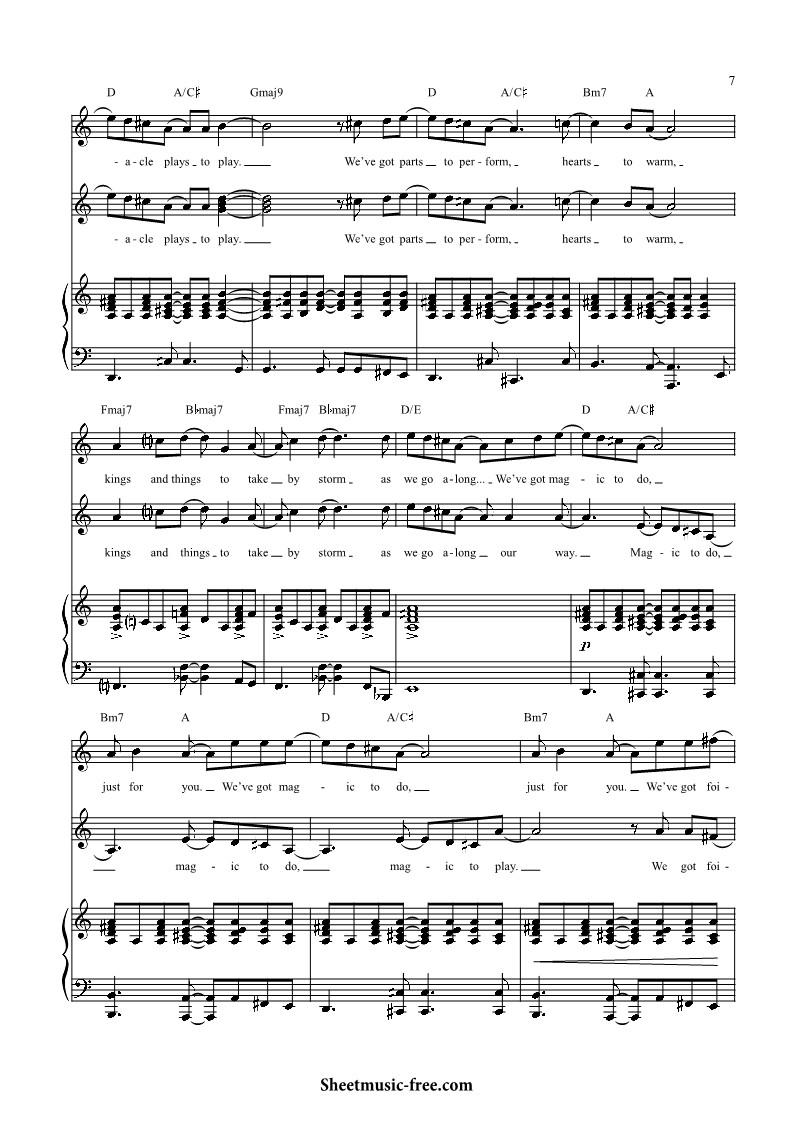 7
D A/C♯ Gmaj9 D A/C♯ Bm7 A
- a - cle plays _ to play. ___ We've got parts _ to per - form, _ hearts _ to warm, _
- a - cle plays _ to play. ___ We've got parts _ to per - form, _ hearts _ to warm, _
Fmaj7 B♭maj7 Fmaj7 B♭maj7 D/E D A/C♯
kings and things to take _ by storm _ as we go a - long... _ We've got mag - ic to do, _
kings and things _ to take _ by storm _ as we go a - long _ our way. _ Mag - ic to do, _
p
Bm7 A D A/C♯ Bm7 A
just for you. _ We've got mag - ic to do, _ just for you. _ We've got foi -
___ mag - ic to do, ___ mag - ic to play. ___ We got foi -
Sheetmusic-free.com